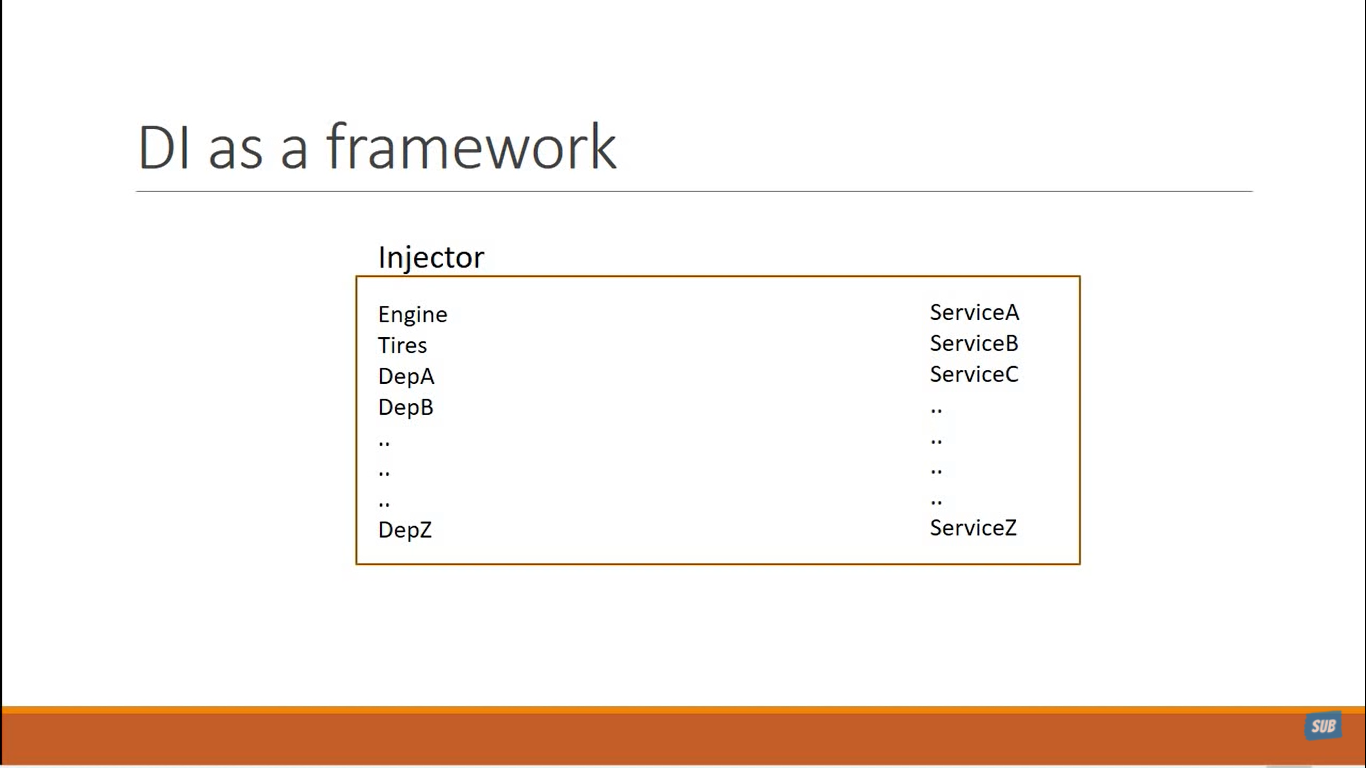 DI as a framework
Injector
Engine
Tires
DepA
DepB
..
..
..
DepZ
ServiceA
ServiceB
ServiceC
..
..
..
..
ServiceZ
SUB